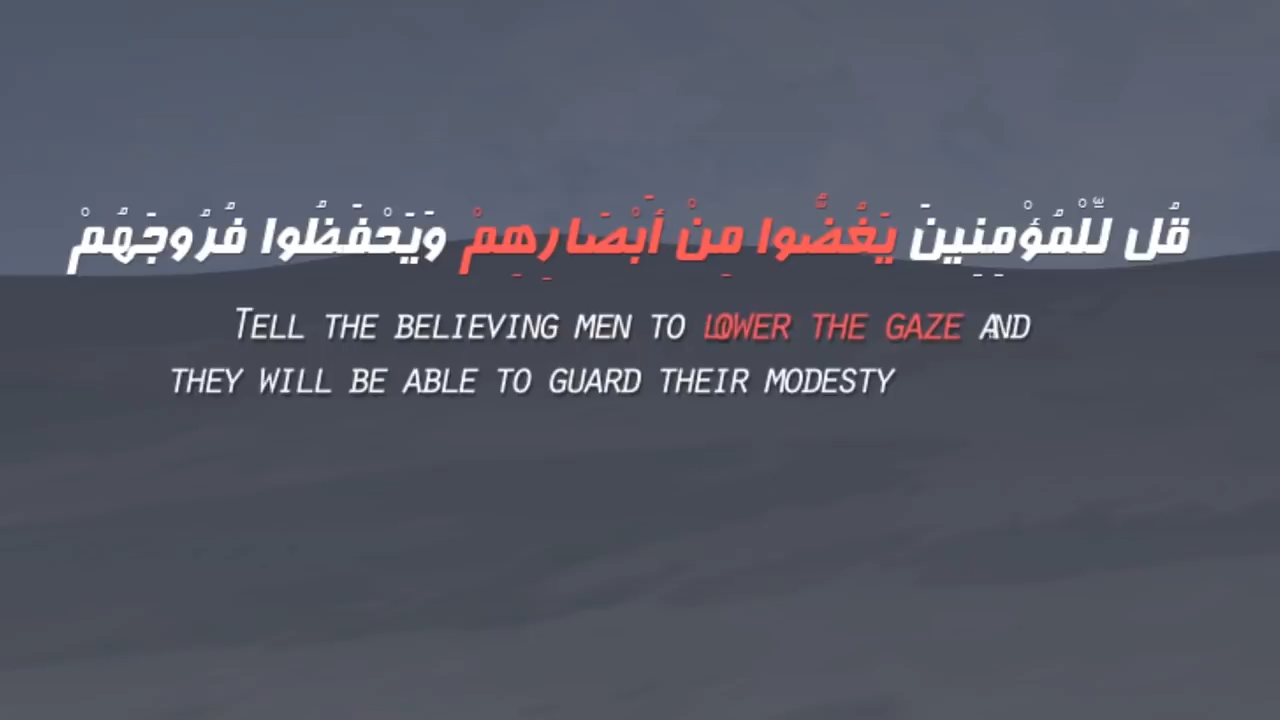 قُل لِّلْمُؤْمِنِينَ يَغُضُّوا مِنْ أَبْصَارِهِمْ وَيَحْفَظُوا فُرُوجَهُمْ
TELL THE BELIEVING MEN TO LOWER THE GAZE AND
THEY WILL BE ABLE TO GUARD THEIR MODESTY